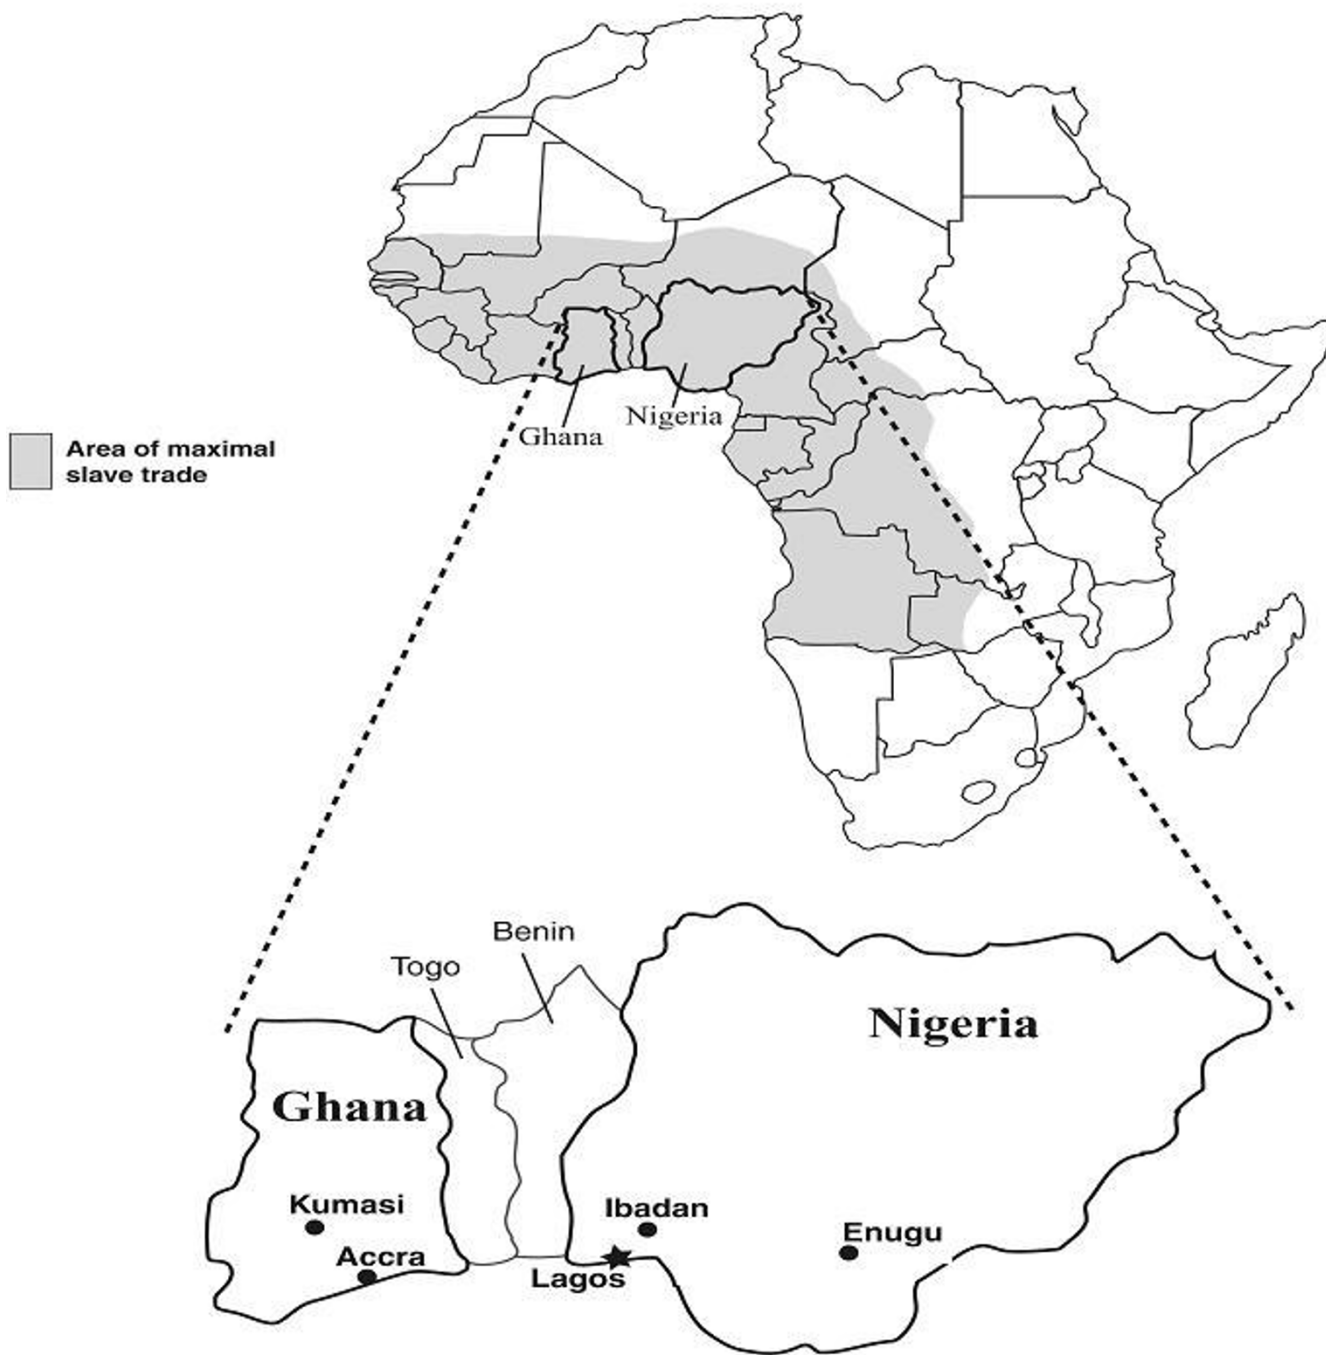 Nigeria
Ghana
Area of maximal
slave trade
Benin
Togo
Nigeria
Ghana
Kumasi
Ibadan
Enugu
Accra
Lagos